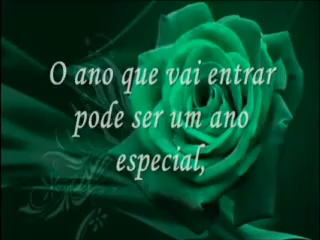 O ano que vai entrar
pode ser um ano
especial,